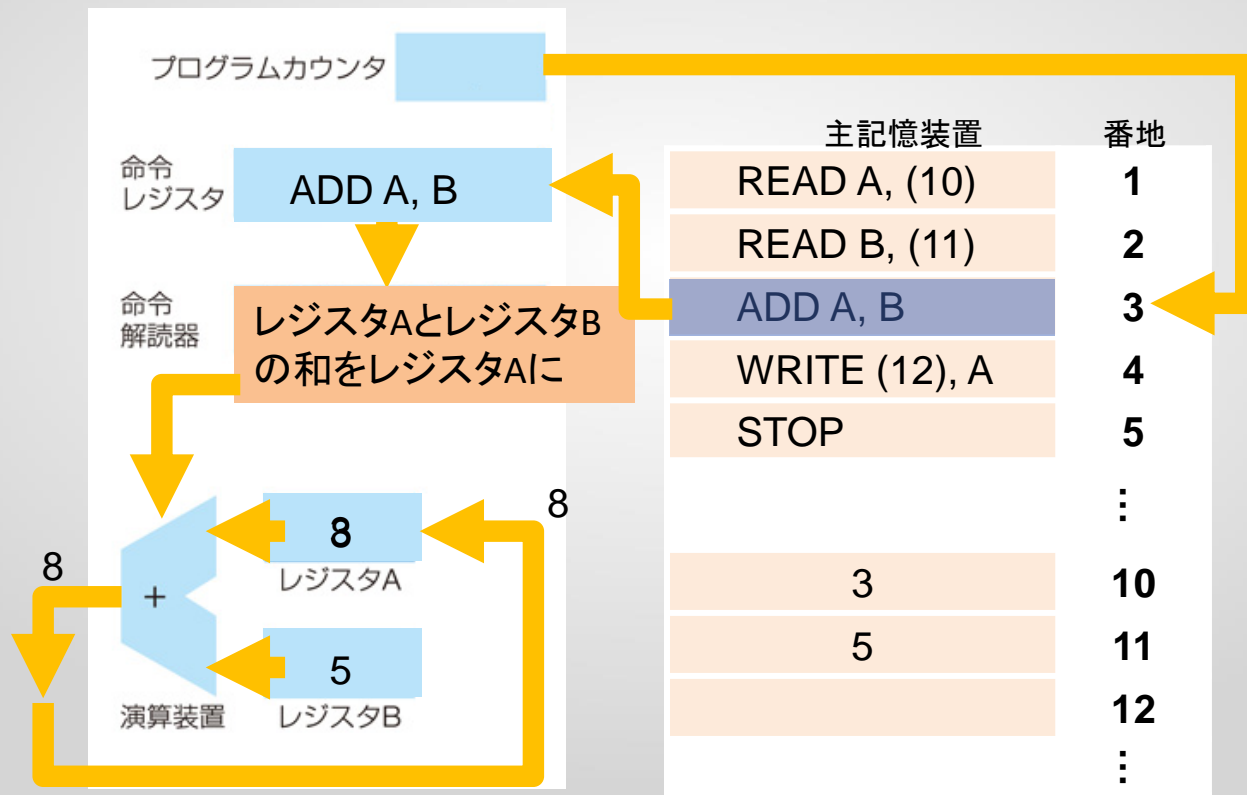 プログラムカウンタ
主記憶装置 番地
命令
レジスタ
ADD A, B
READ A, (10) 1
READ B, (11) 2
命令
解読器
レジスタAとレジスタB
の和をレジスタAに
ADD A, B 3
WRITE (12), A 4
STOP 5
⋮
8
8
8
レジスタA
+
3 10
5 11
5
レジスタB
演算装置
12
⋮